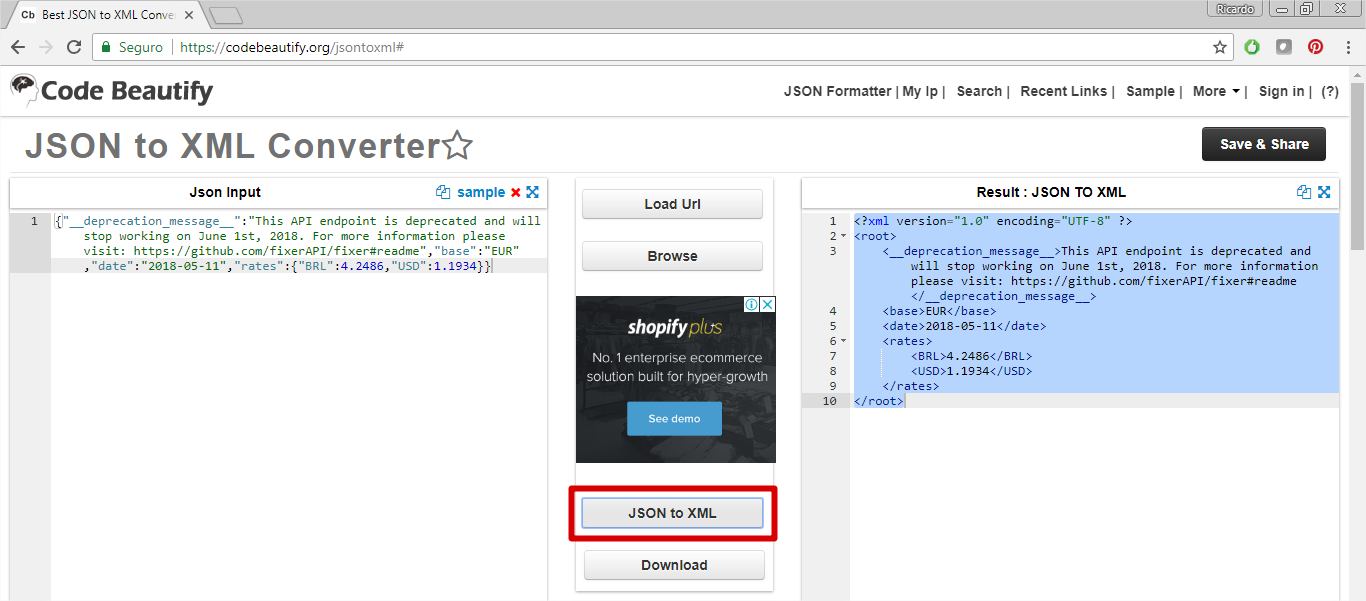 Cb Best JSON to XML Conve
Ricardo
Seguro https://codebeautify.org/jsontoxml#
Code Beautify
JSON Formatter | My Ip | Search | Recent Links | Sample | More | Sign in | (?)
JSON to XML Converter
Save & Share
Json Input
sample
1 {"__deprecation_message__":"This API endpoint is deprecated and will
stop working on June 1st, 2018. For more information please
visit: https://github.com/fixerAPI/fixer#readme","base":"EUR"
,"date":"2018-05-11","rates":{"BRL":4.2486,"USD":1.1934}}
Load Url
Browse
shopify plus
No. 1 enterprise ecommerce
solution built for hyper-growth
See demo
JSON to XML
Download
Result : JSON TO XML
1 <?xml version="1.0" encoding="UTF-8" ?>
2 <root>
3 <__deprecation_message__>This API endpoint is deprecated and
will stop working on June 1st, 2018. For more information
please visit: https://github.com/fixerAPI/fixer#readme
</__deprecation_message__>
4 <base>EUR</base>
5 <date>2018-05-11</date>
6 <rates>
7 <BRL>4.2486</BRL>
8 <USD>1.1934</USD>
9 </rates>
10 </root>